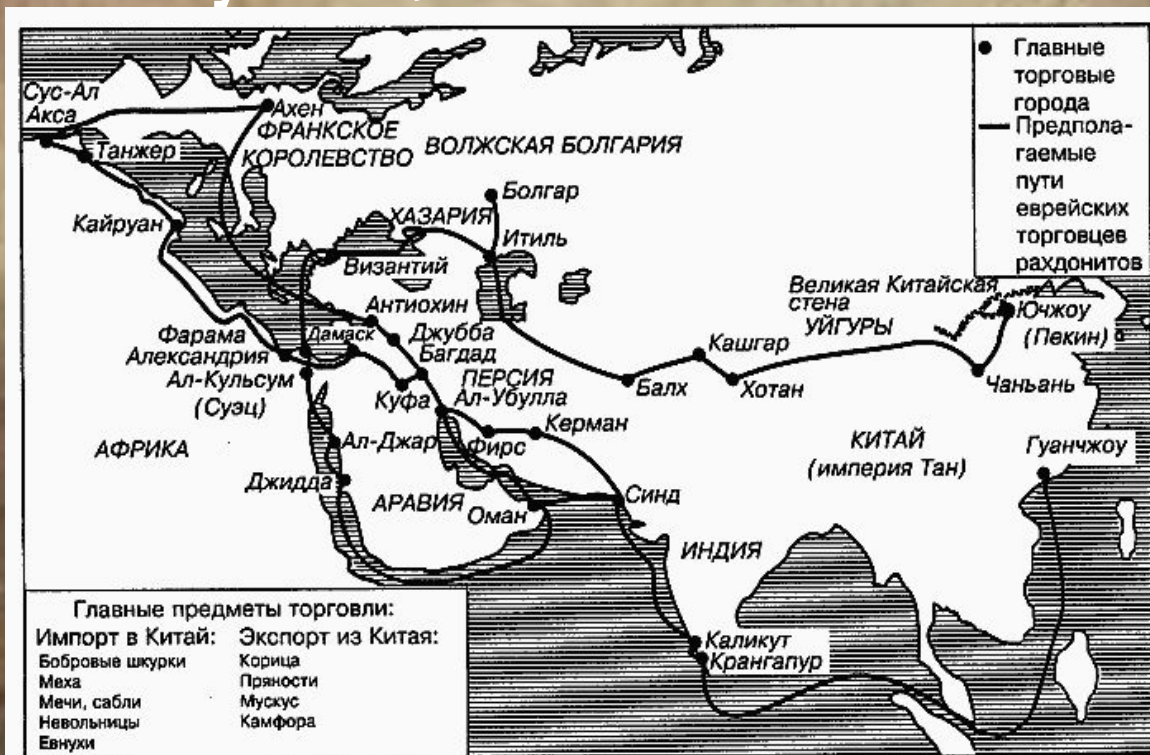 Главные
торговые
города
Предпола-
гаемые
пути
еврейских
торговцев
рахдонитов
Сус-Ал
Акса
Ахен
ФРАНКСКОЕ
КОРОЛЕВСТВО
ВОЛЖСКАЯ БОЛГАРИЯ
Танжер
Болгар
Кайруан
ХАЗАРИЯ
Итиль
Византий
Великая Китайская
стена
УЙГУРЫ
Ючжоу
(Пекин)
Антиохин
Фарама
Дамаск
Джубба
Александрия
Багдад
Кашгар
Ал-Кульсум
(Суэц)
Куфа
ПЕРСИЯ
Ал-Убулла
Балх
Хотан
Чаньань
АФРИКА
Ал-Джар
Фирс
Керман
КИТАЙ
(империя Тан)
Гуанчжоу
Джидда
АРАВИЯ
Оман
Синд
ИНДИЯ
Каликут
Крангапур
Главные предметы торговли:
Импорт в Китай: Экспорт из Китая:
Бобровые шкурки Корица
Меха Пряности
Мечи, сабли Мускус
Невольницы Камфора
Евнухи